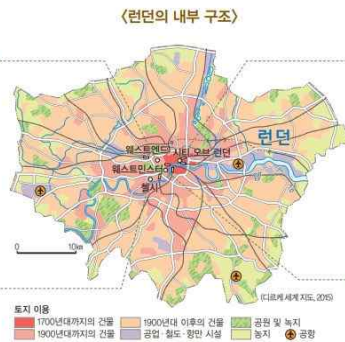 〈런던의 내부 구조〉
웨스트엔드 시티 오브 런던
웨스트민스터
첼시
런던
0 10km
(디르케 세계 지도, 2015)
토지 이용
1700년대까지의 건물 1900년대 이후의 건물 공원 및 녹지
1900년대까지의 건물 공업·철도·항만 시설 농지 공항